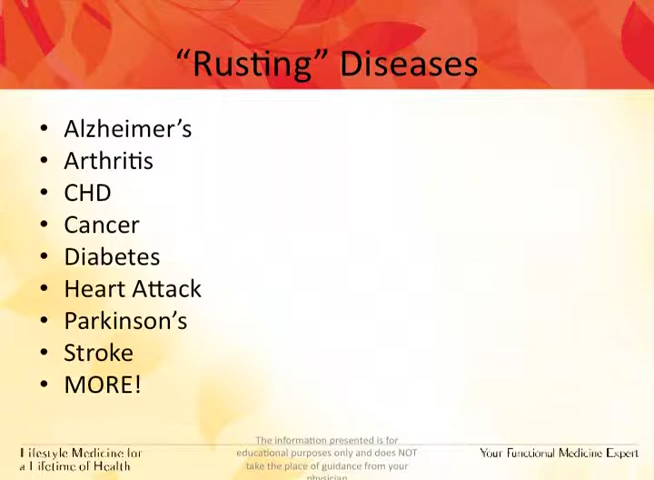 “Rusting” Diseases
• Alzheimer’s
• Arthritis
• CHD
• Cancer
• Diabetes
• Heart Attack
• Parkinson’s
• Stroke
• MORE!
Lifestyle Medicine for
a Lifetime of Health
The information presented is for
educational purposes only and does NOT
take the place of guidance from your
physician
Your Functional Medicine Expert